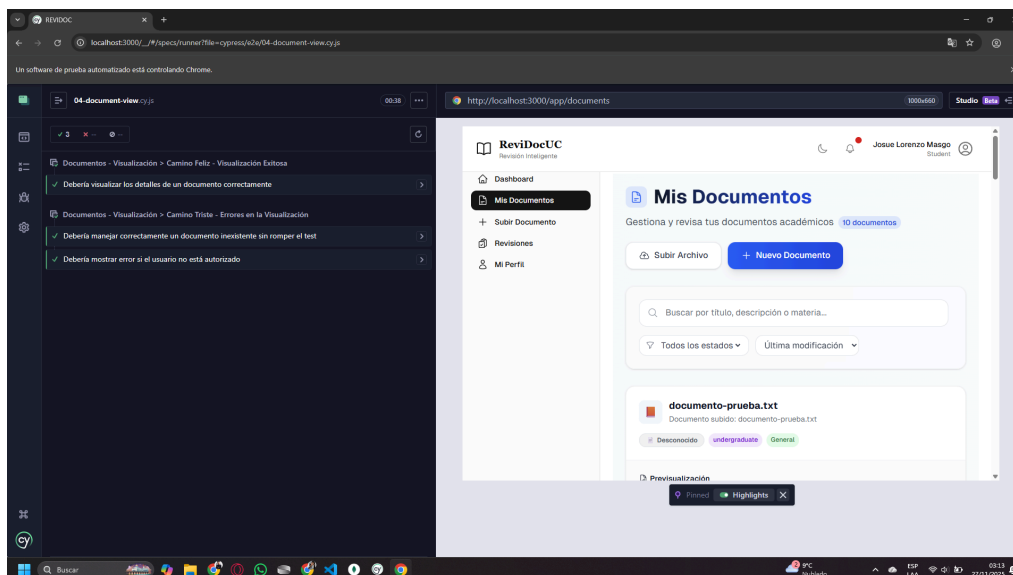 REVIDOC
localhost:3000/__/#/specs/runner?file=cypress/e2e/04-document-view.cy.js
Un software de prueba automatizado está controlando Chrome.
04-document-view.cy.js
00:38
3
--
--
Documentos - Visualización > Camino Feliz - Visualización Exitosa
Debería visualizar los detalles de un documento correctamente
Documentos - Visualización > Camino Triste - Errores en la Visualización
Debería manejar correctamente un documento inexistente sin romper el test
Debería mostrar error si el usuario no está autorizado
cy
http://localhost:3000/app/documents
1000x660
Studio Beta
ReviDocUC
Revisión Inteligente
Josue Lorenzo Masgo
Student
Dashboard
Mis Documentos
Subir Documento
Revisiones
Mi Perfil
Mis Documentos
Gestiona y revisa tus documentos académicos 10 documentos
Subir Archivo
+ Nuevo Documento
Buscar por título, descripción o materia...
Todos los estados
Última modificación
documento-prueba.txt
Documento subido: documento-prueba.txt
Desconocido undergraduate General
Previsualización
Pinned Highlights
Buscar
9°C
Nublado
ESP
LAA
03:13
27/11/2025